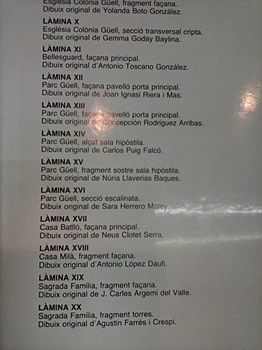 Església Colònia Güell, fragment façana.
Dibuix original de Yolanda Boto González.
LÀMINA X
Església Colònia Güell, secció transversal cripta.
Dibuix original de Gemma Goday Baylina.
LÀMINA XI
Bellesguard, façana principal.
Dibuix original d'Antonio Toscano González.
LÀMINA XII
Parc Güell, façana pavelló porta principal.
Dibuix original de Joan Ignasi Riera i Mas.
LÀMINA XIII
Parc Güell, façana pavelló porta principal.
Dibuix original de Concepción Rodríguez Arribas.
LÀMINA XIV
Parc Güell, alçat sala hipòstila.
Dibuix original de Carlos Puig Falcó.
LÀMINA XV
Parc Güell, fragment sostre sala hipòstila.
Dibuix original de Núria Llaverias Baques.
LÀMINA XVI
Parc Güell, secció escalinata.
Dibuix original de Sara Herrero
LÀMINA XVII
Casa Batlló, façana principal.
Dibuix original de Neus Clotet Serra.
LÀMINA XVIII
Casa Milà, fragment façana.
Dibuix original d'Antonio López Daufi.
LÀMINA XIX
Sagrada Família, fragment façana.
Dibuix original de J. Carlos Argemi del Valle.
LÀMINA XX
Sagrada Família, fragment torres.
Dibuix original d'Agustín Farrés i Crespi.